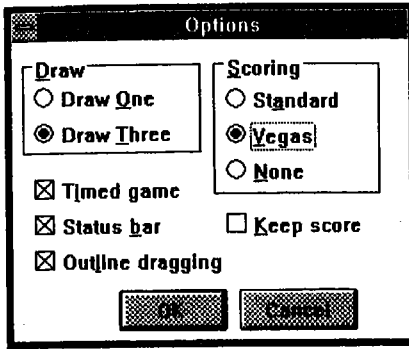 Options
Draw
Draw One
Draw Three
Scoring
Standard
Vegas
None
Timed game
Status bar
Keep score
Outline dragging
OK
Cancel